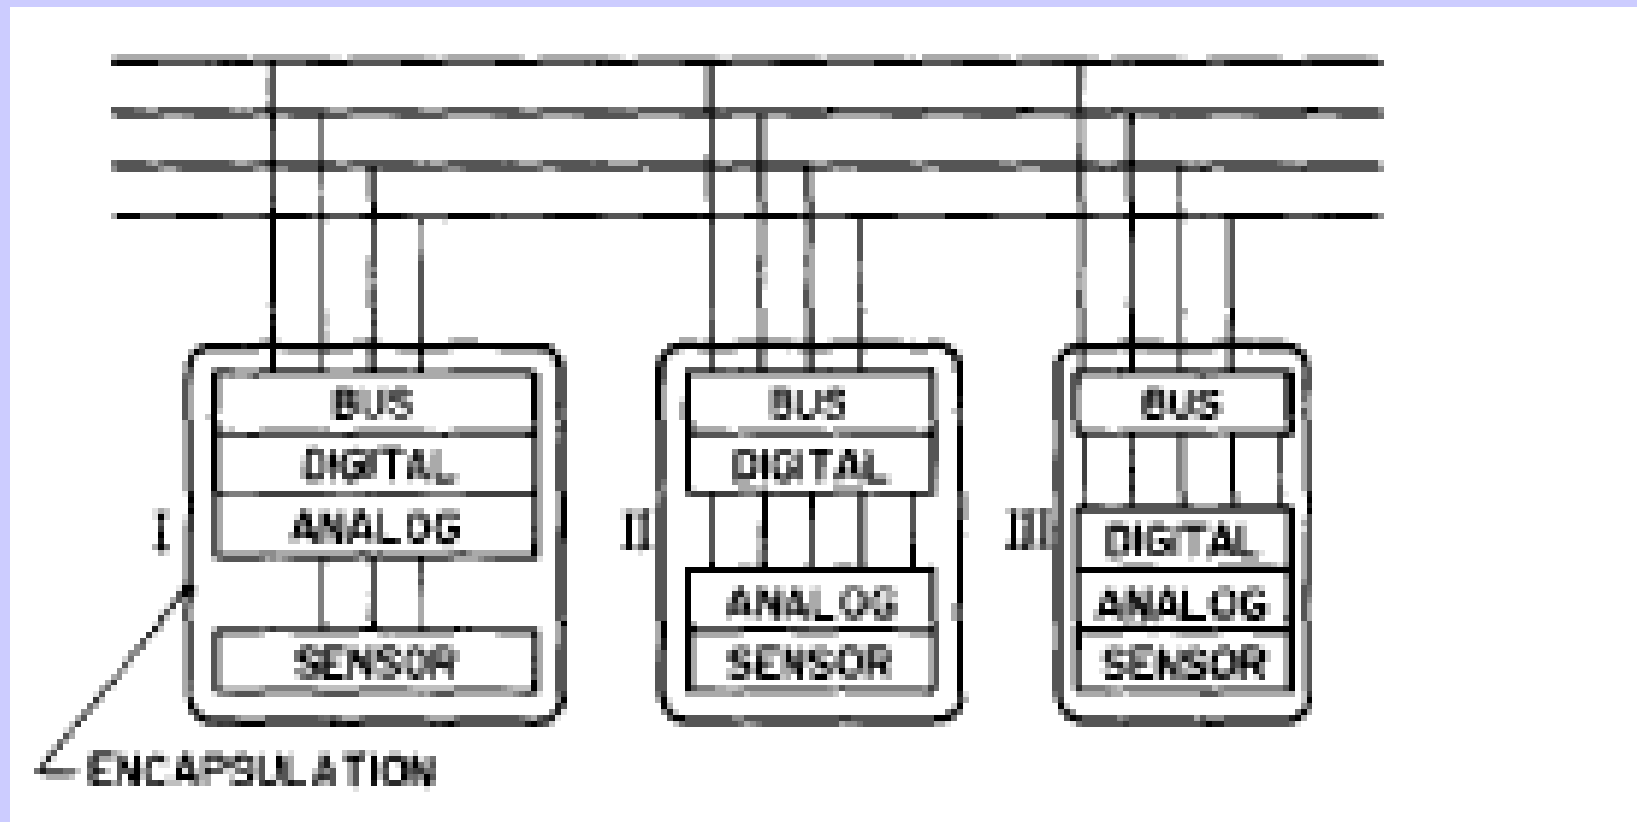 BUS
DIGITAL
ANALOG
SENSOR
I
BUS
DIGITAL
ANALOG
SENSOR
II
BUS
DIGITAL
ANALOG
SENSOR
III
ENCAPSULATION